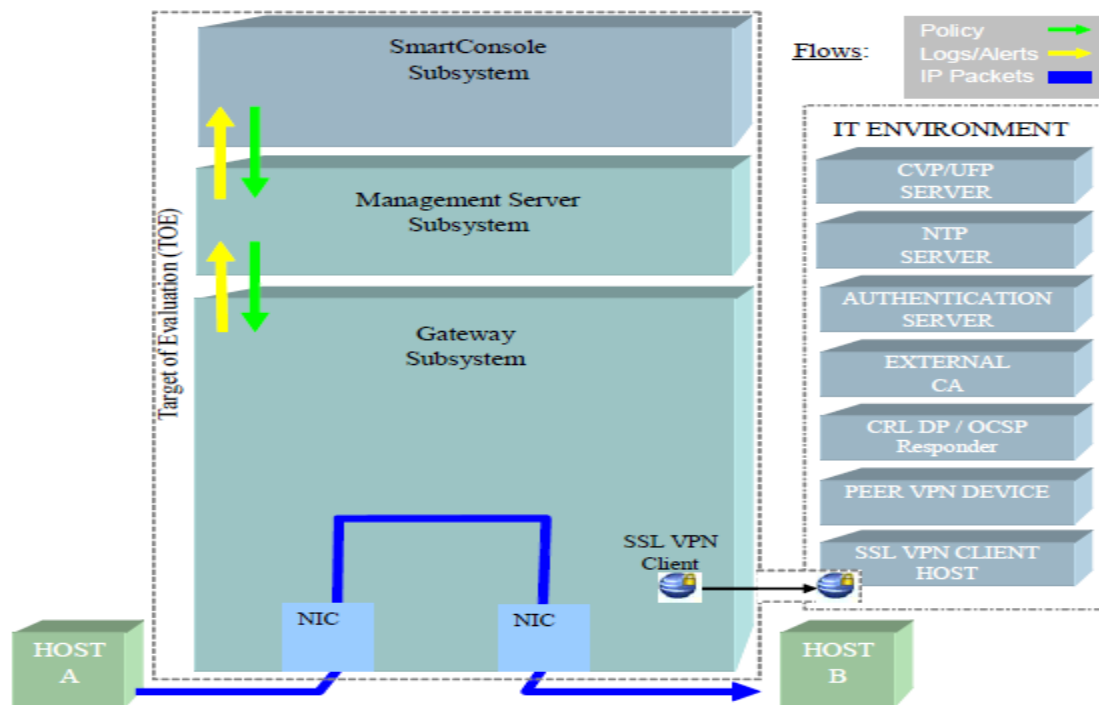 SmartConsole
Subsystem
Flows:
Policy
Logs/Alerts
IP Packets
Target of Evaluation (TOE)
Management Server
Subsystem
Gateway
Subsystem
IT ENVIRONMENT
CVP/UFP
SERVER
NTP
SERVER
AUTHENTICATION
SERVER
EXTERNAL
CA
CRL DP / OCSP
Responder
PEER VPN DEVICE
SSL VPN CLIENT
HOST
SSL VPN
Client
NIC
NIC
HOST
A
HOST
B